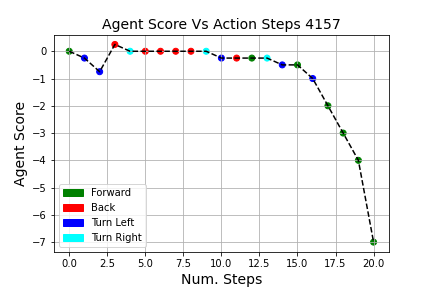 Agent Score Vs Action Steps 4157
Agent Score
0
−1
−2
−3
−4
−5
−6
−7
Forward
Back
Turn Left
Turn Right
0.0 2.5 5.0 7.5 10.0 12.5 15.0 17.5 20.0
Num. Steps